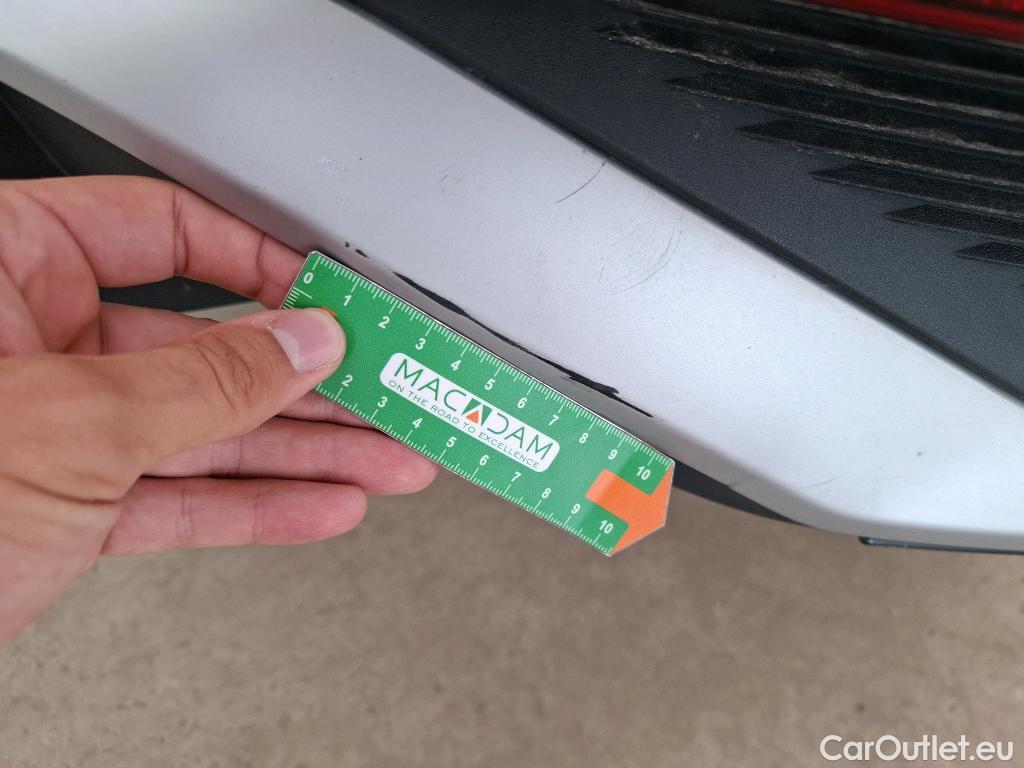 0 1 2 3 4 5 6 7 8 9 10
MACADAM
ON THE ROAD TO EXCELLENCE
2 3 4 5 6 7 8 9 10
CarOutlet.eu